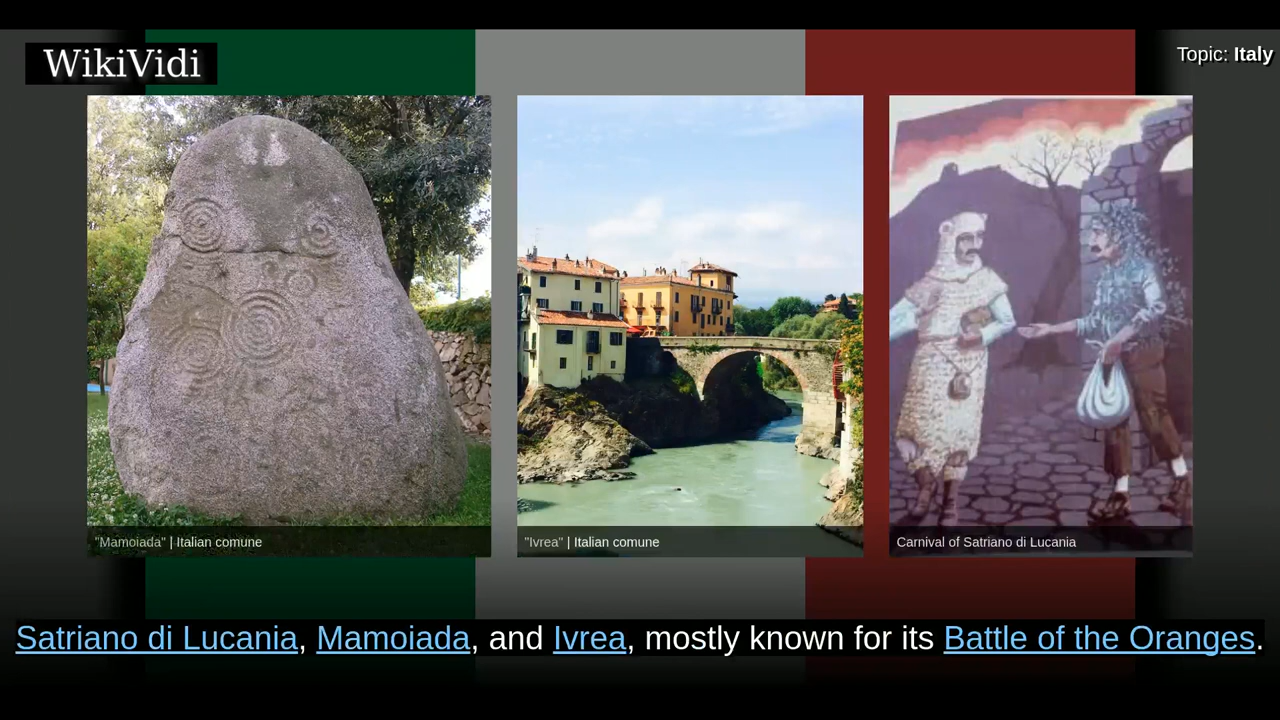 WikiVidi
Topic: Italy
"Mamoiada" | Italian comune
"Ivrea" | Italian comune
Carnival of Satriano di Lucania
Satriano di Lucania, Mamoiada, and Ivrea, mostly known for its Battle of the Oranges.